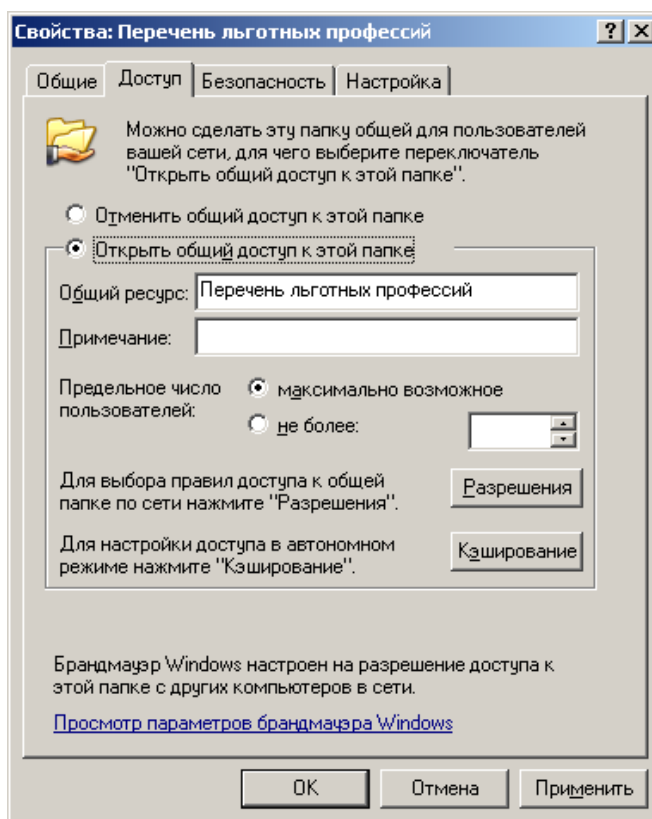 Свойства: Перечень льготных профессий
Общие Доступ Безопасность Настройка
Можно сделать эту папку общей для пользователей
вашей сети, для чего выберите переключатель
"Открыть общий доступ к этой папке".
Отменить общий доступ к этой папке
Открыть общий доступ к этой папке
Общий ресурс: Перечень льготных профессий
Примечание:
Предельное число
пользователей:
максимально возможное
не более:
Для выбора правил доступа к общей
папке по сети нажмите "Разрешения".
Разрешения
Для настройки доступа в автономном
режиме нажмите "Кэширование".
Кэширование
Брандмауэр Windows настроен на разрешение доступа к
этой папке с других компьютеров в сети.
Просмотр параметров брандмауэра Windows
OK Отмена Применить